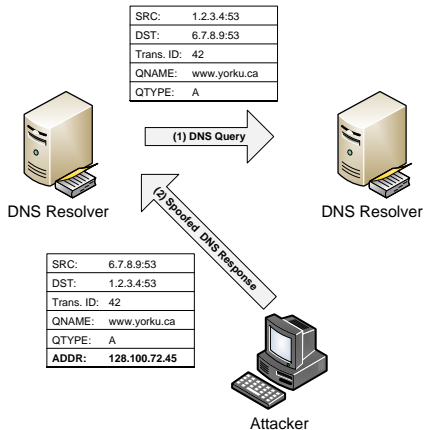 SRC: 1.2.3.4:53
DST: 6.7.8.9:53
Trans. ID: 42
QNAME: www.yorku.ca
QTYPE: A
(1) DNS Query
DNS Resolver
DNS Resolver
(2) Spoofed DNS Response
SRC: 6.7.8.9:53
DST: 1.2.3.4:53
Trans. ID: 42
QNAME: www.yorku.ca
QTYPE: A
ADDR: 128.100.72.45
Attacker